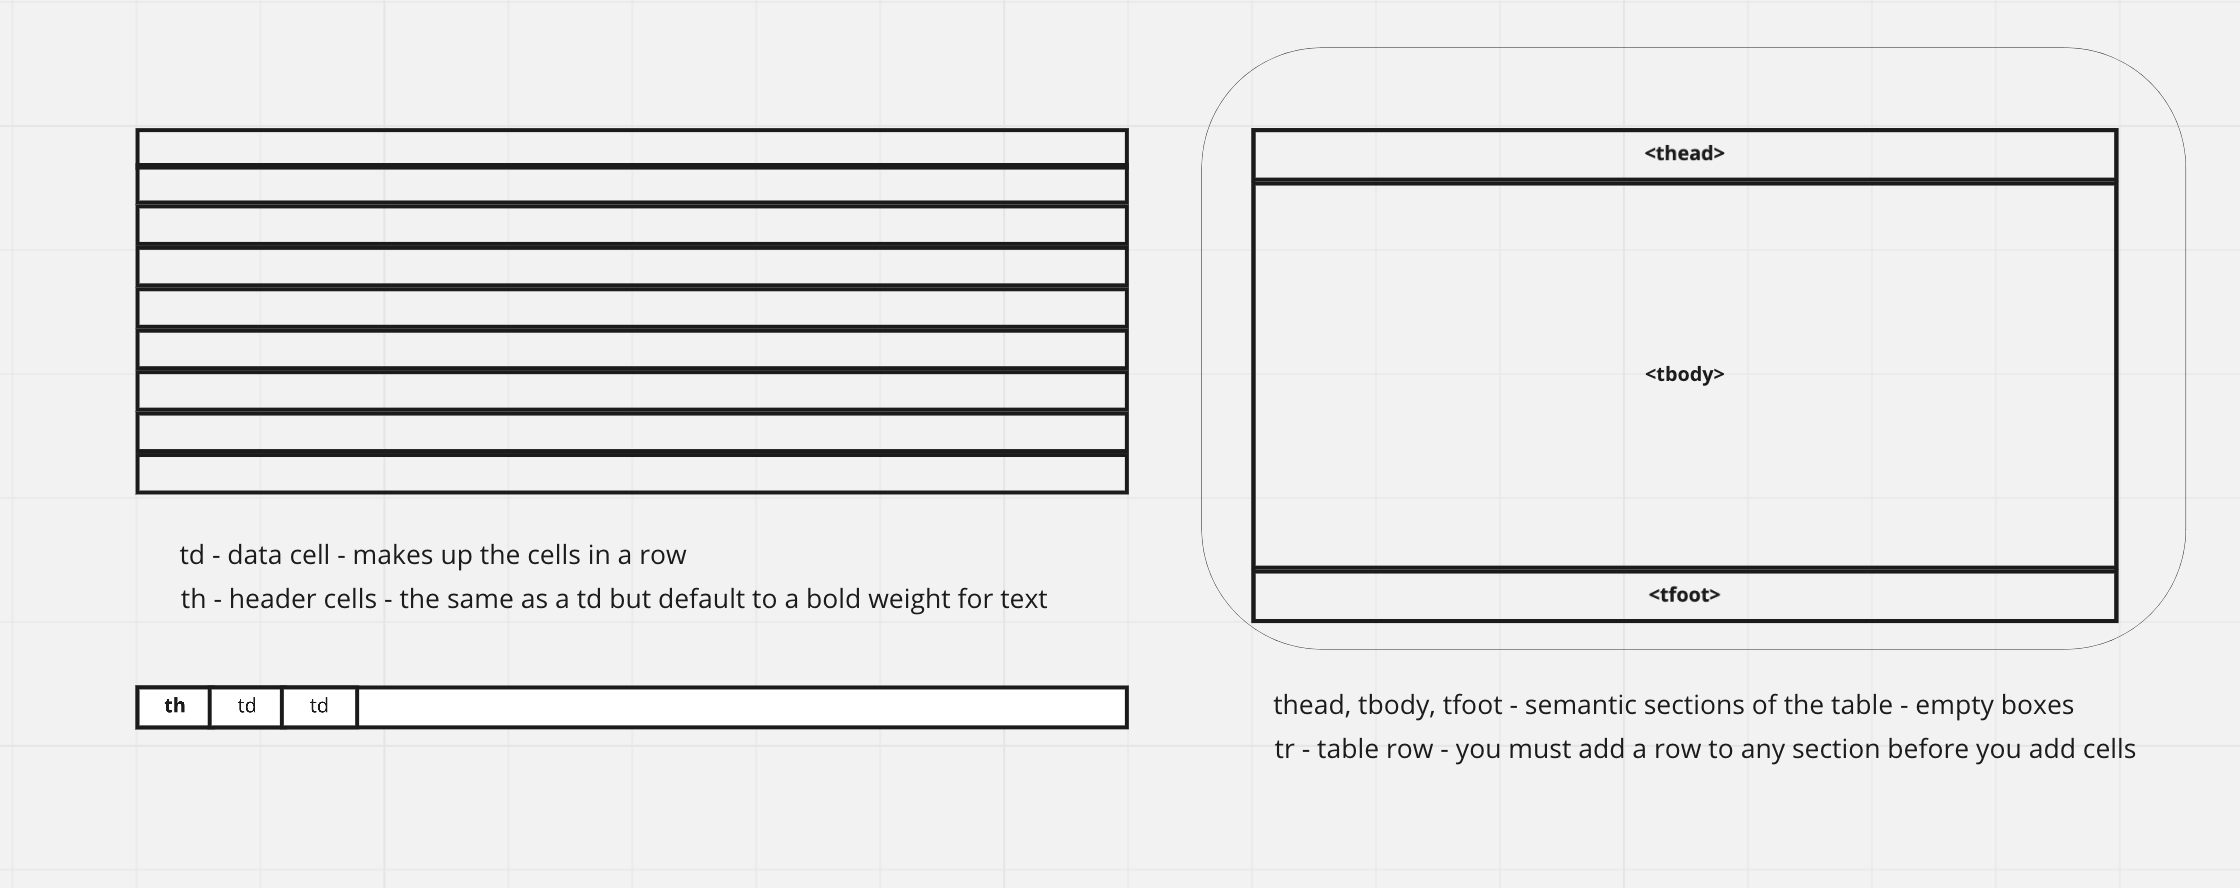 <thead>
<tbody>
<tfoot>
td - data cell - makes up the cells in a row
th - header cells - the same as a td but default to a bold weight for text
th td td
thead, tbody, tfoot - semantic sections of the table - empty boxes
tr - table row - you must add a row to any section before you add cells